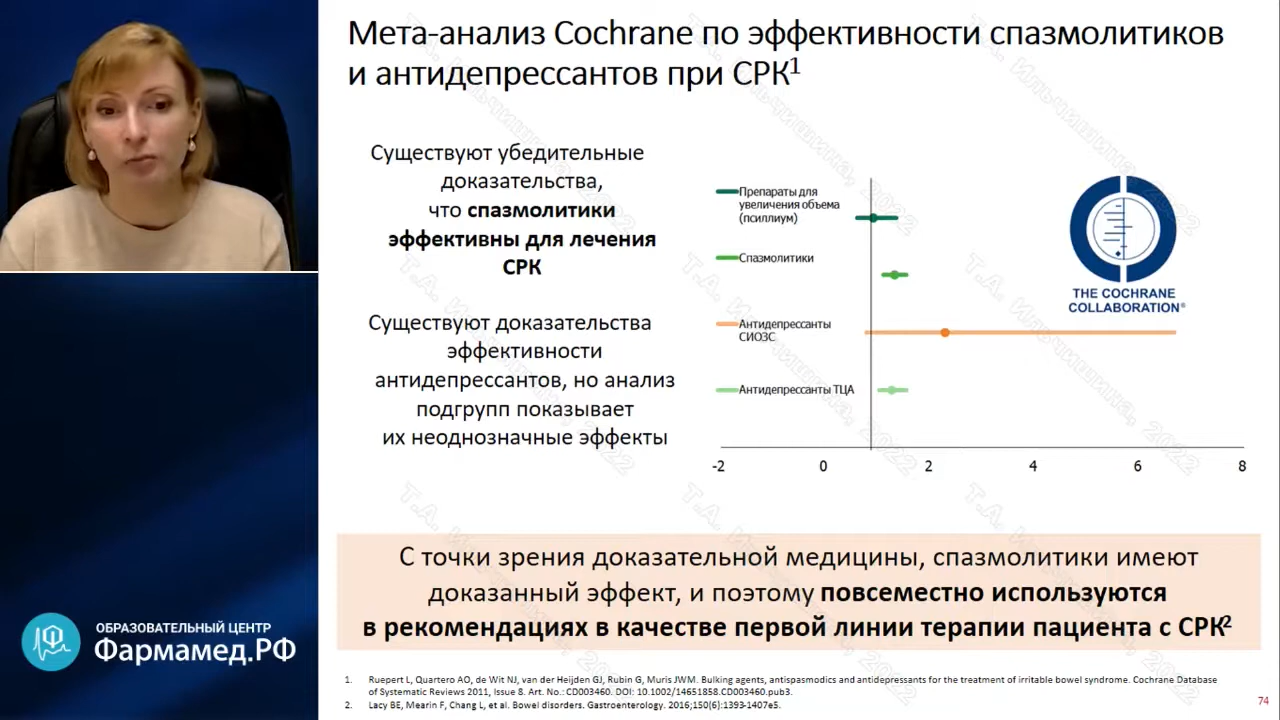 Мета-анализ Cochrane по эффективности спазмолитиков
и антидепрессантов при СРК1
Существуют убедительные
доказательства,
что спазмолитики
эффективны для лечения
СРК
Существуют доказательства
эффективности
антидепрессантов, но анализ
подгрупп показывает
их неоднозначные эффекты
Препараты для
увеличения объема
(псиллиум)
Спазмолитики
Антидепрессанты
СИОЗС
Антидепрессанты ТЦА
-2 0 2 4 6 8
THE COCHRANE
COLLABORATION®
С точки зрения доказательной медицины, спазмолитики имеют
доказанный эффект, и поэтому повсеместно используются
в рекомендациях в качестве первой линии терапии пациента с СРК2
ОБРАЗОВАТЕЛЬНЫЙ ЦЕНТР
Фармамед.РФ
1. Ruepert L, Quartero AO, de Wit NJ, van der Heijden GJ, Rubin G, Muris JWM. Bulking agents, antispasmodics and antidepressants for the treatment of irritable bowel syndrome. Cochrane Database
of Systematic Reviews 2011, Issue 8. Art. No.: CD003460. DOI: 10.1002/14651858.CD003460.pub3.
2. Lacy BE, Mearin F, Chang L, et al. Bowel disorders. Gastroenterology. 2016;150(6):1393-1407e5.
74
Т.А. Ильчишина, 2022